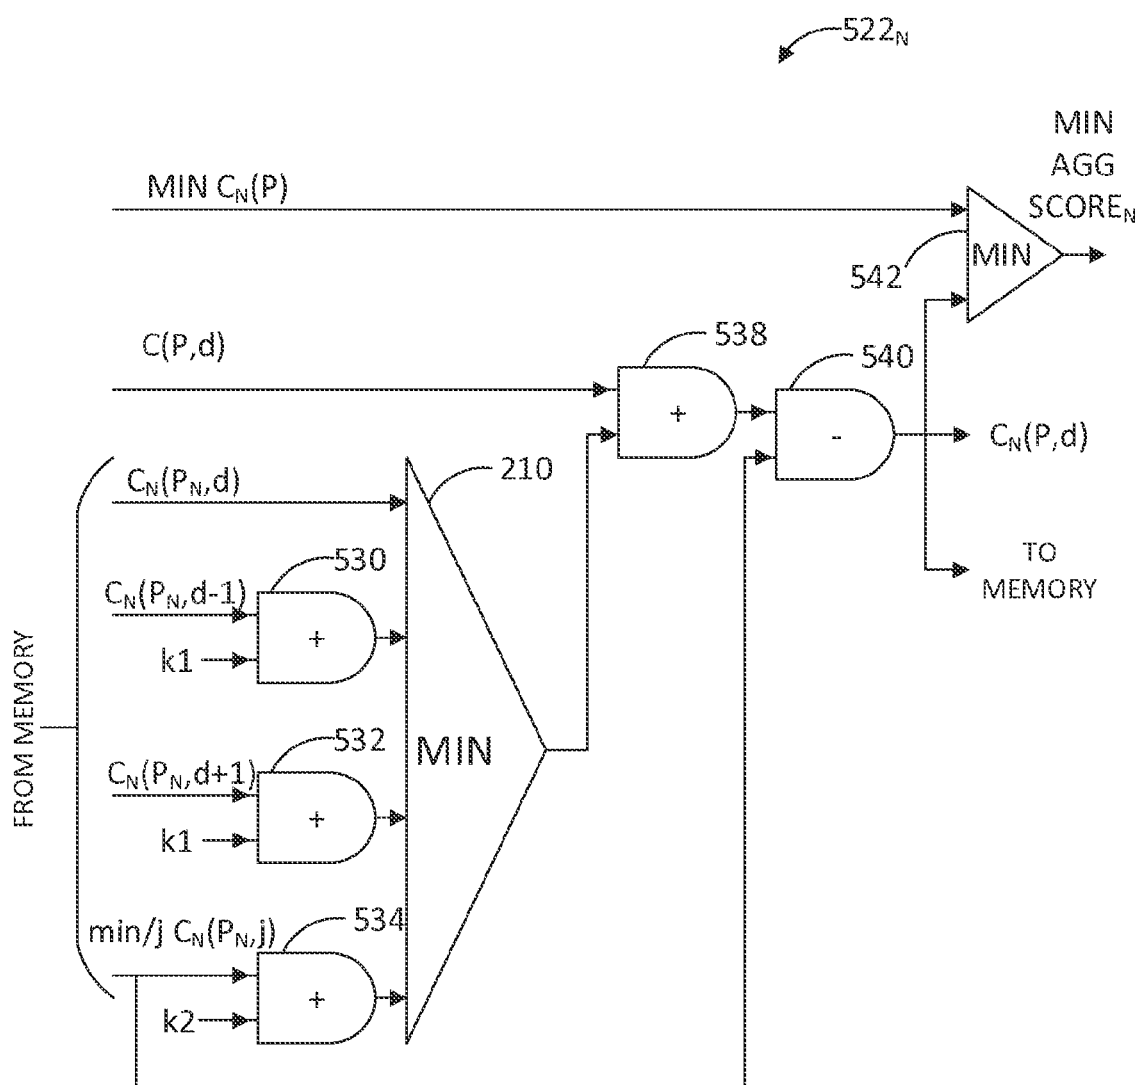 522N
MIN
AGG
SCOREN
MIN CN(P)
MIN
542
C(P,d)
538
540
+
-
CN(P,d)
CN(PN,d)
210
530
TO
MEMORY
CN(PN,d-1)
+
k1
FROM MEMORY
MIN
532
CN(PN,d+1)
+
k1
534
min/j CN(PN,j)
+
k2